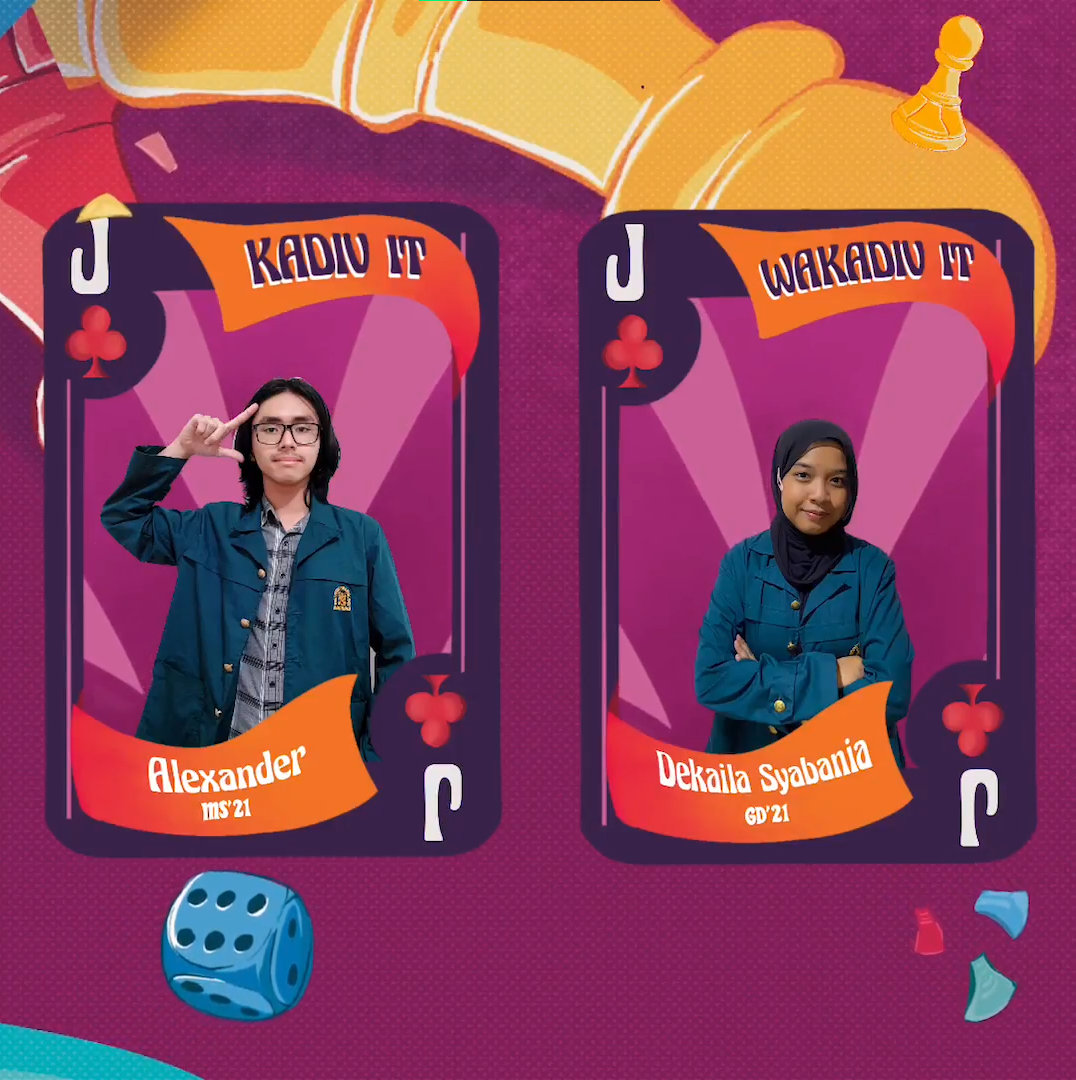 J
KADIV IT
Alexander
MS'21
J
J
WAKADIV IT
Dekaila Syabania
GD'21
J